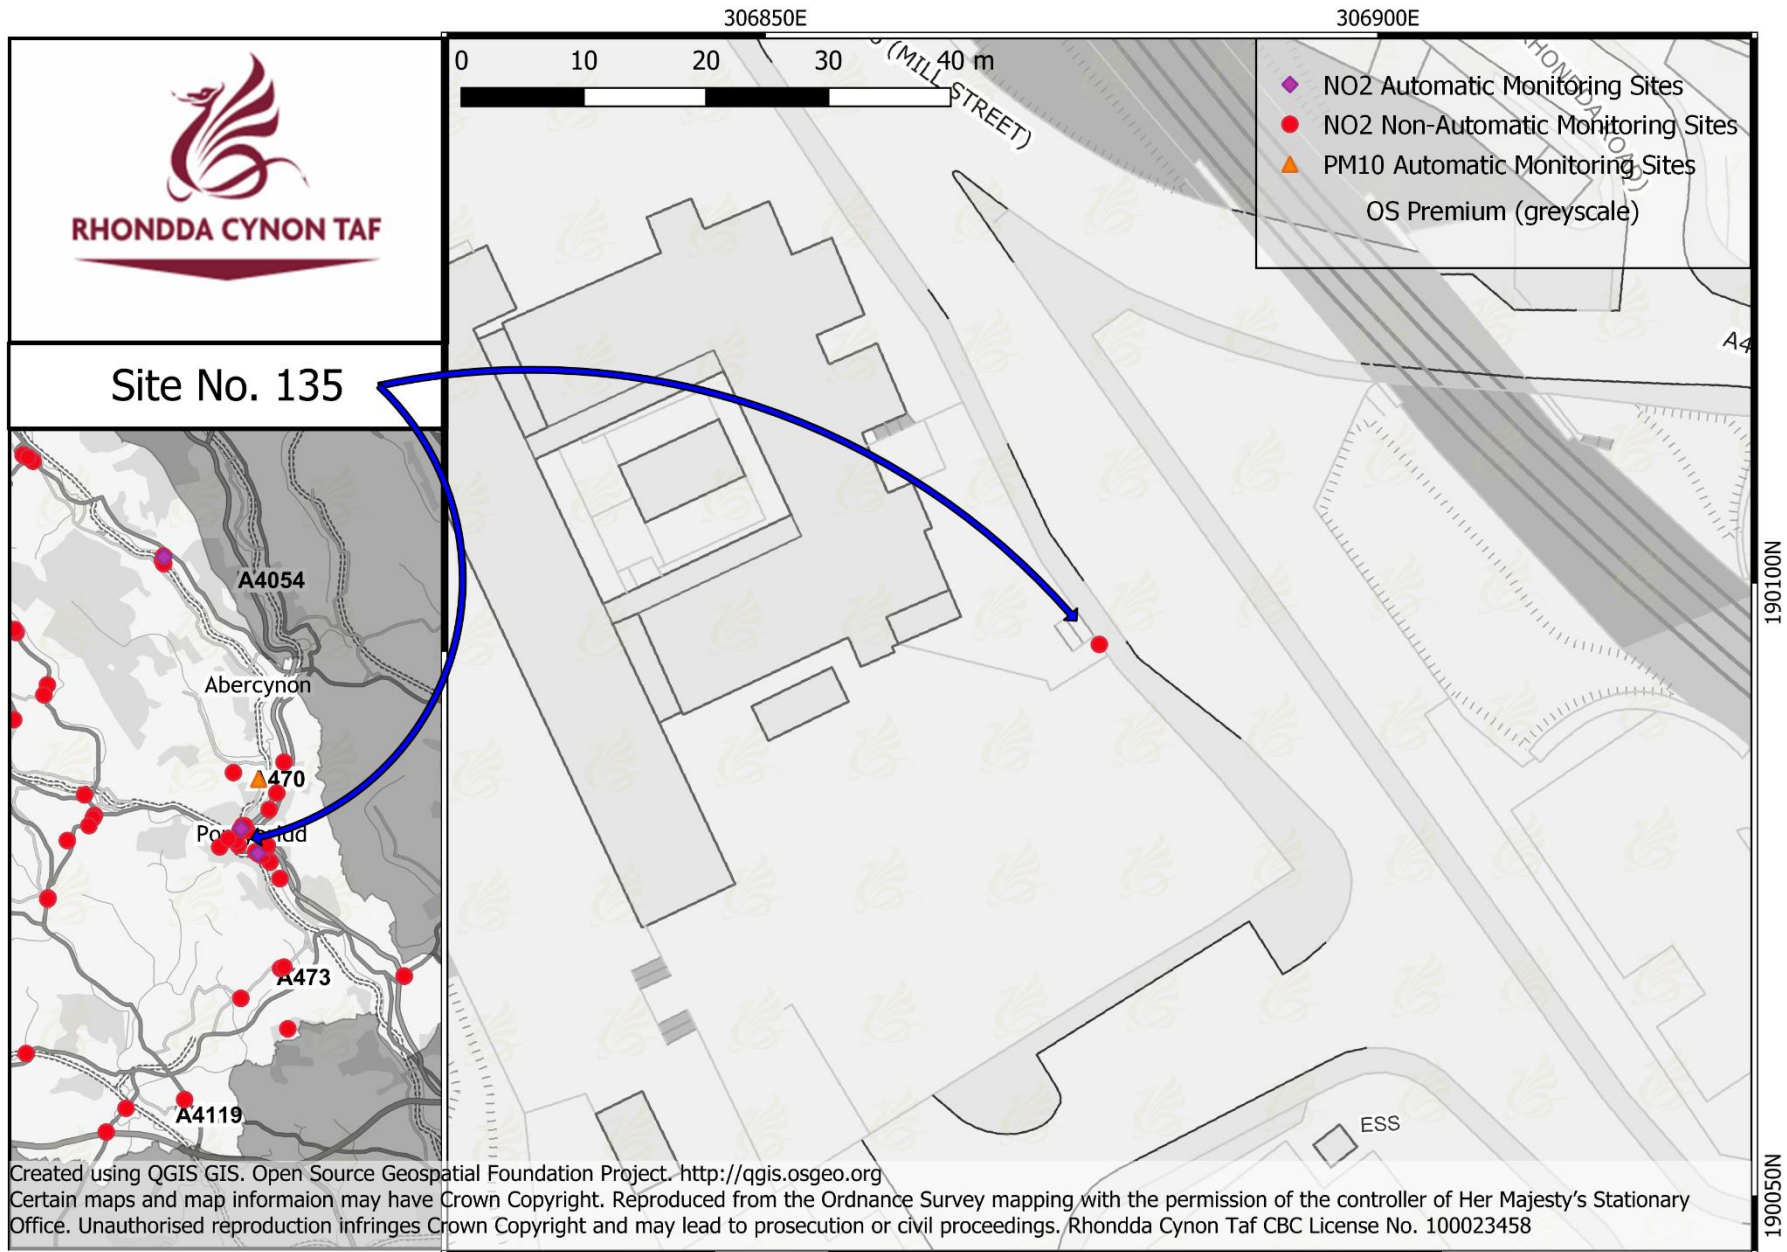 306850E
306900E
RHONDDA CYNON TAF
0 10 20 30 40 m
(MILL STREET)
NO2 Automatic Monitoring Sites
NO2 Non-Automatic Monitoring Sites
PM10 Automatic Monitoring Sites
OS Premium (greyscale)
RHONDDA ROAD)
A4
Site No. 135
A4054
Abercynon
A473
A4119
190100N
190050N
ESS
Created using QGIS GIS. Open Source Geospatial Foundation Project. http://qgis.osgeo.org
Certain maps and map informaion may have Crown Copyright. Reproduced from the Ordnance Survey mapping with the permission of the controller of Her Majesty's Stationary
Office. Unauthorised reproduction infringes Crown Copyright and may lead to prosecution or civil proceedings. Rhondda Cynon Taf CBC License No. 100023458